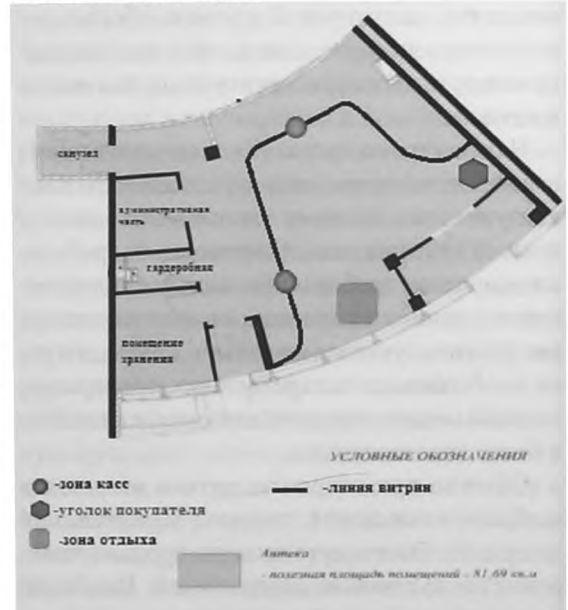 санузел
административная
часть
гардеробная
помещение
хранения
УСЛОВНЫЕ ОБОЗНАЧЕНИЯ
-зона касс
-линия витрин
-уголок покупателя
-зона отдыха
Аптека
- полезная площадь помещений - 81,69 кв.м